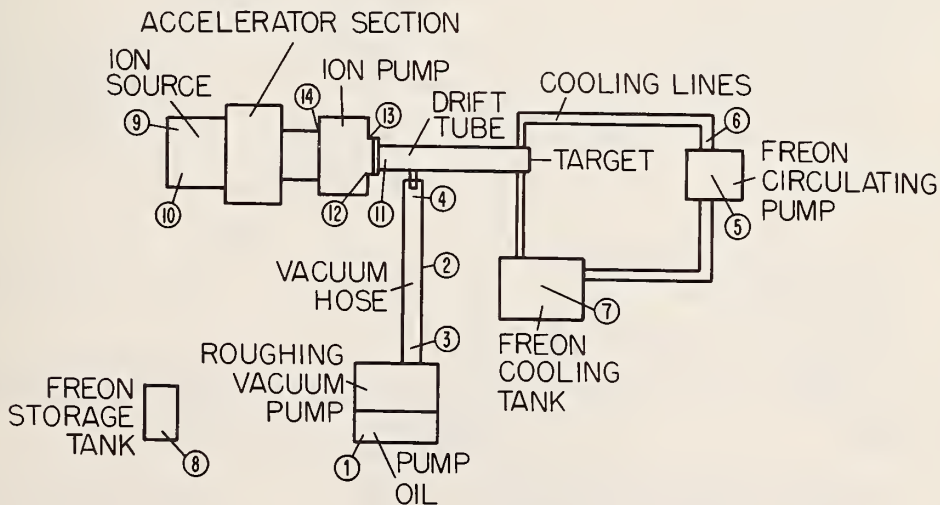 ACCELERATOR SECTION
ION
SOURCE
ION PUMP
DRIFT
TUBE
COOLING LINES
TARGET
FREON
CIRCULATING
PUMP
VACUUM
HOSE
FREON
COOLING
TANK
ROUGHING
VACUUM
PUMP
PUMP
OIL
FREON
STORAGE
TANK
9
10
14
13
12
11
4
2
3
1
6
5
7
8